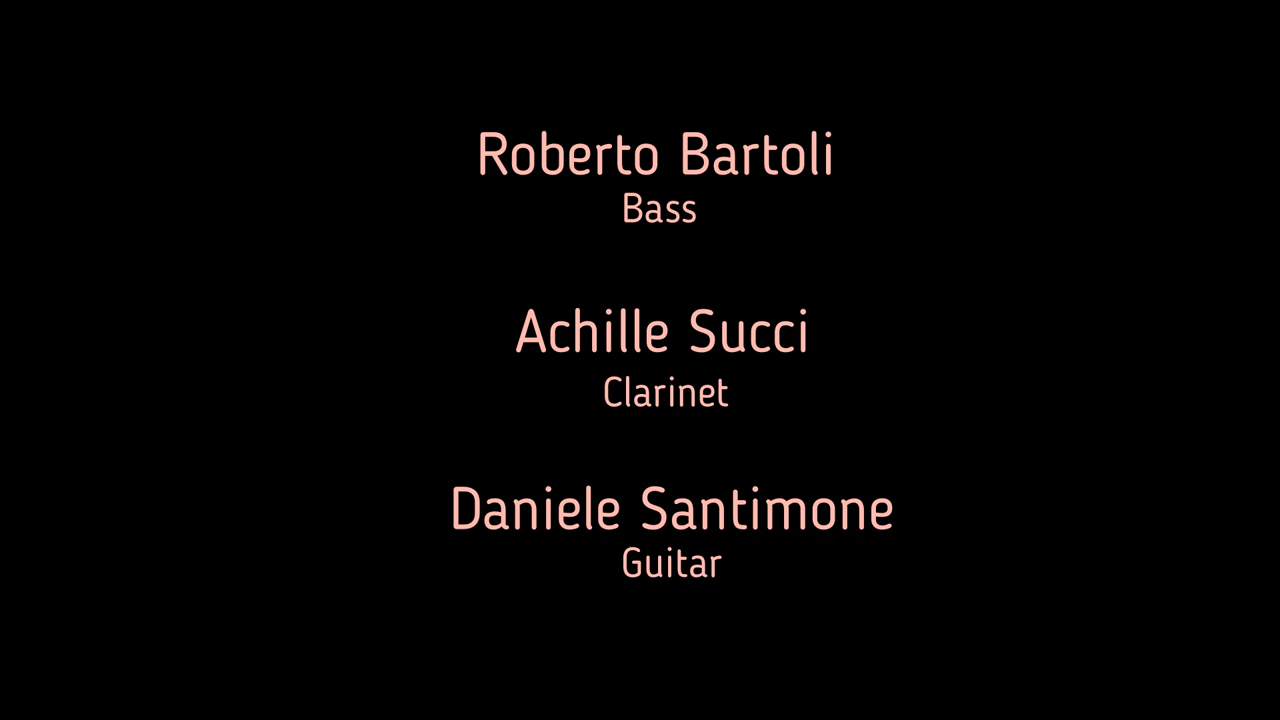 Roberto Bartoli
Bass
Achille Succi
Clarinet
Daniele Santimone
Guitar